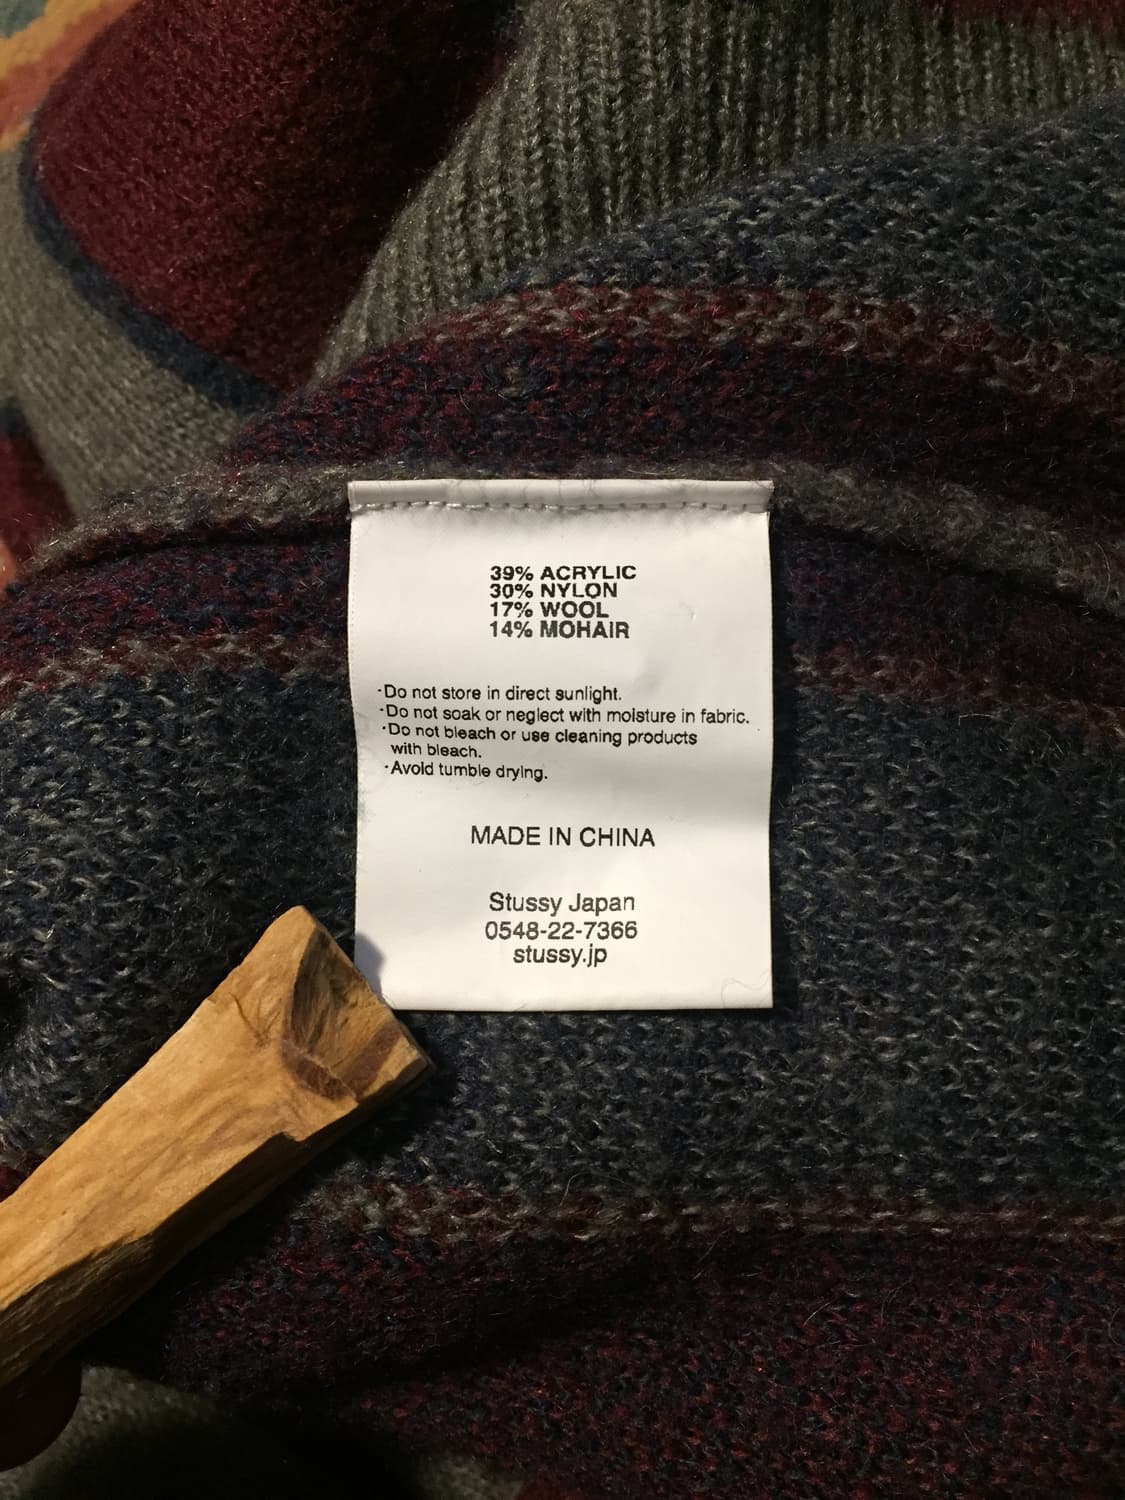 39% ACRYLIC
30% NYLON
17% WOOL
14% MOHAIR
·Do not store in direct sunlight.
·Do not soak or neglect with moisture in fabric.
·Do not bleach or use cleaning products
with bleach.
·Avoid tumble drying.
MADE IN CHINA
Stussy Japan
0548-22-7366
stussy.jp